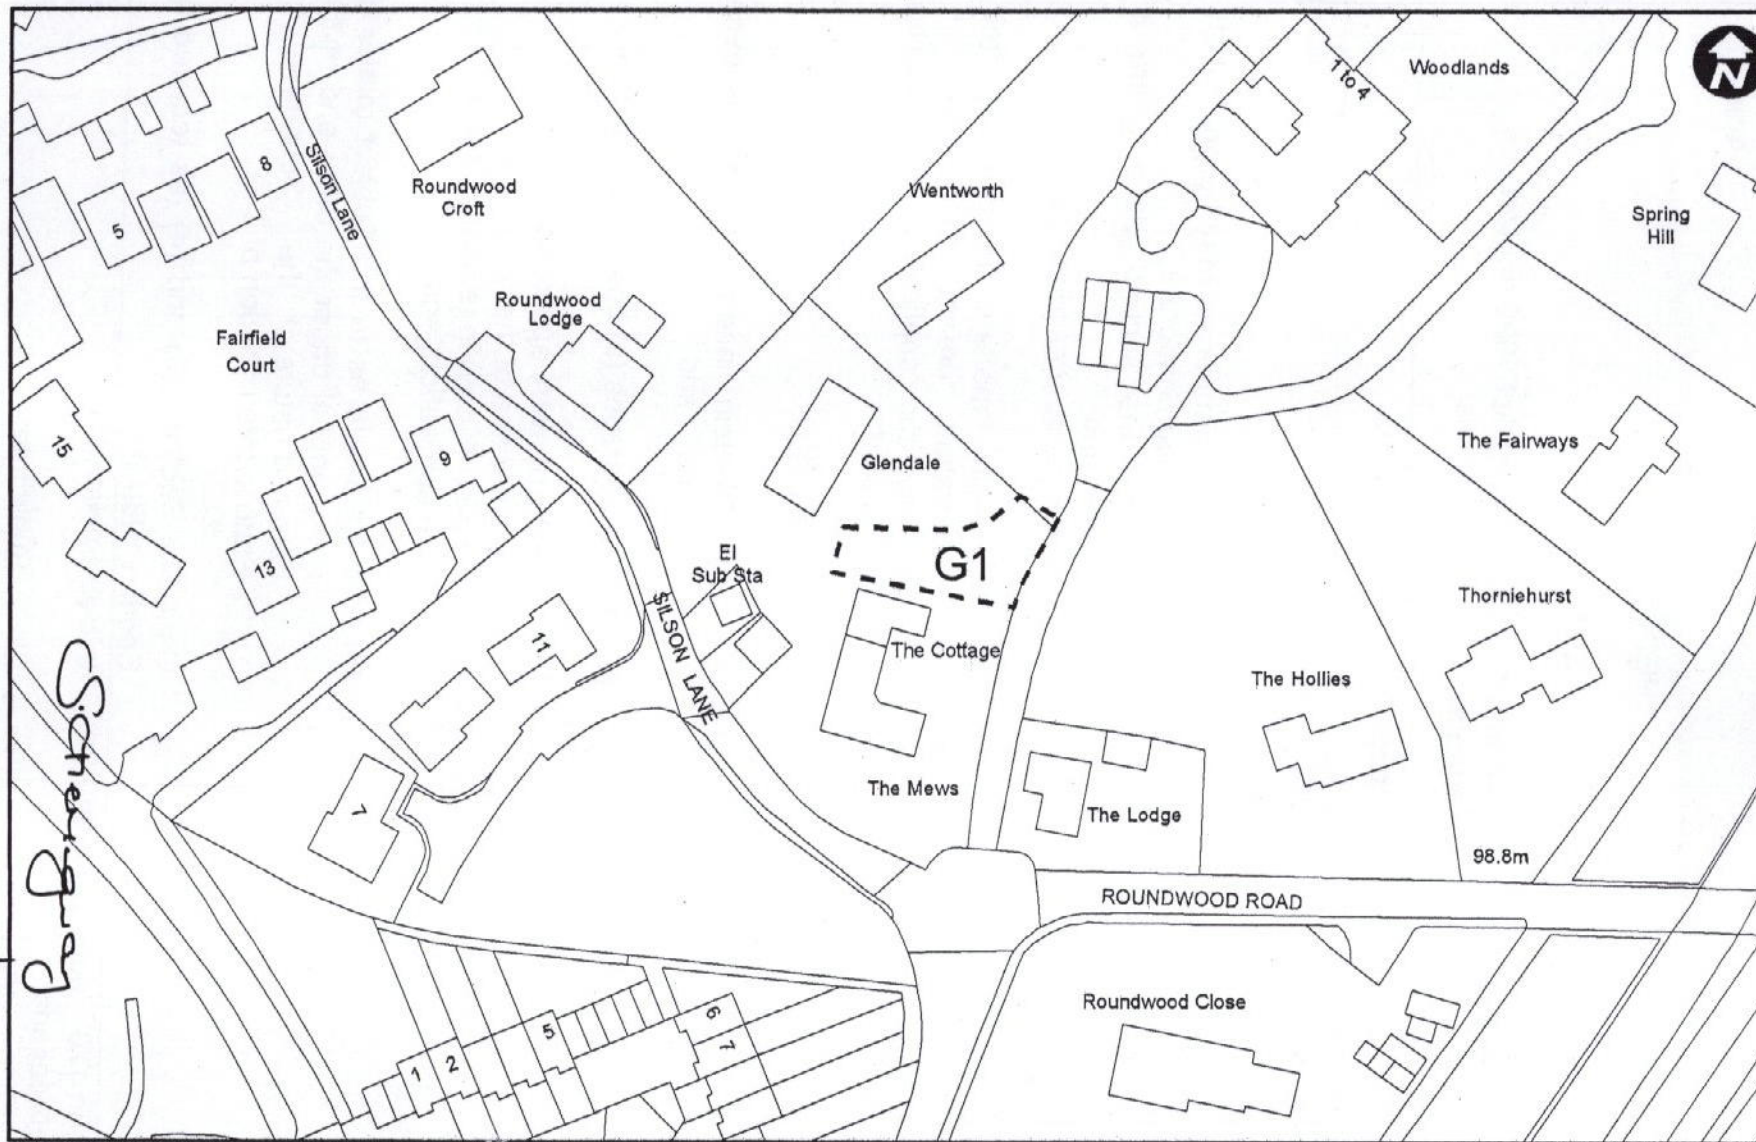 1 to 4
Woodlands
N
Silson Lane
8
Roundwood
Croft
Wentworth
5
Spring
Hill
Roundwood
Lodge
Fairfield
Court
15
9
The Fairways
Glendale
G1
El
Sub Sta
13
SILSON LANE
Thorniehurst
11
The Cottage
The Hollies
7
The Mews
The Lodge
98.8m
ROUNDWOOD ROAD
Roundwood Close
6
5
7
2
1